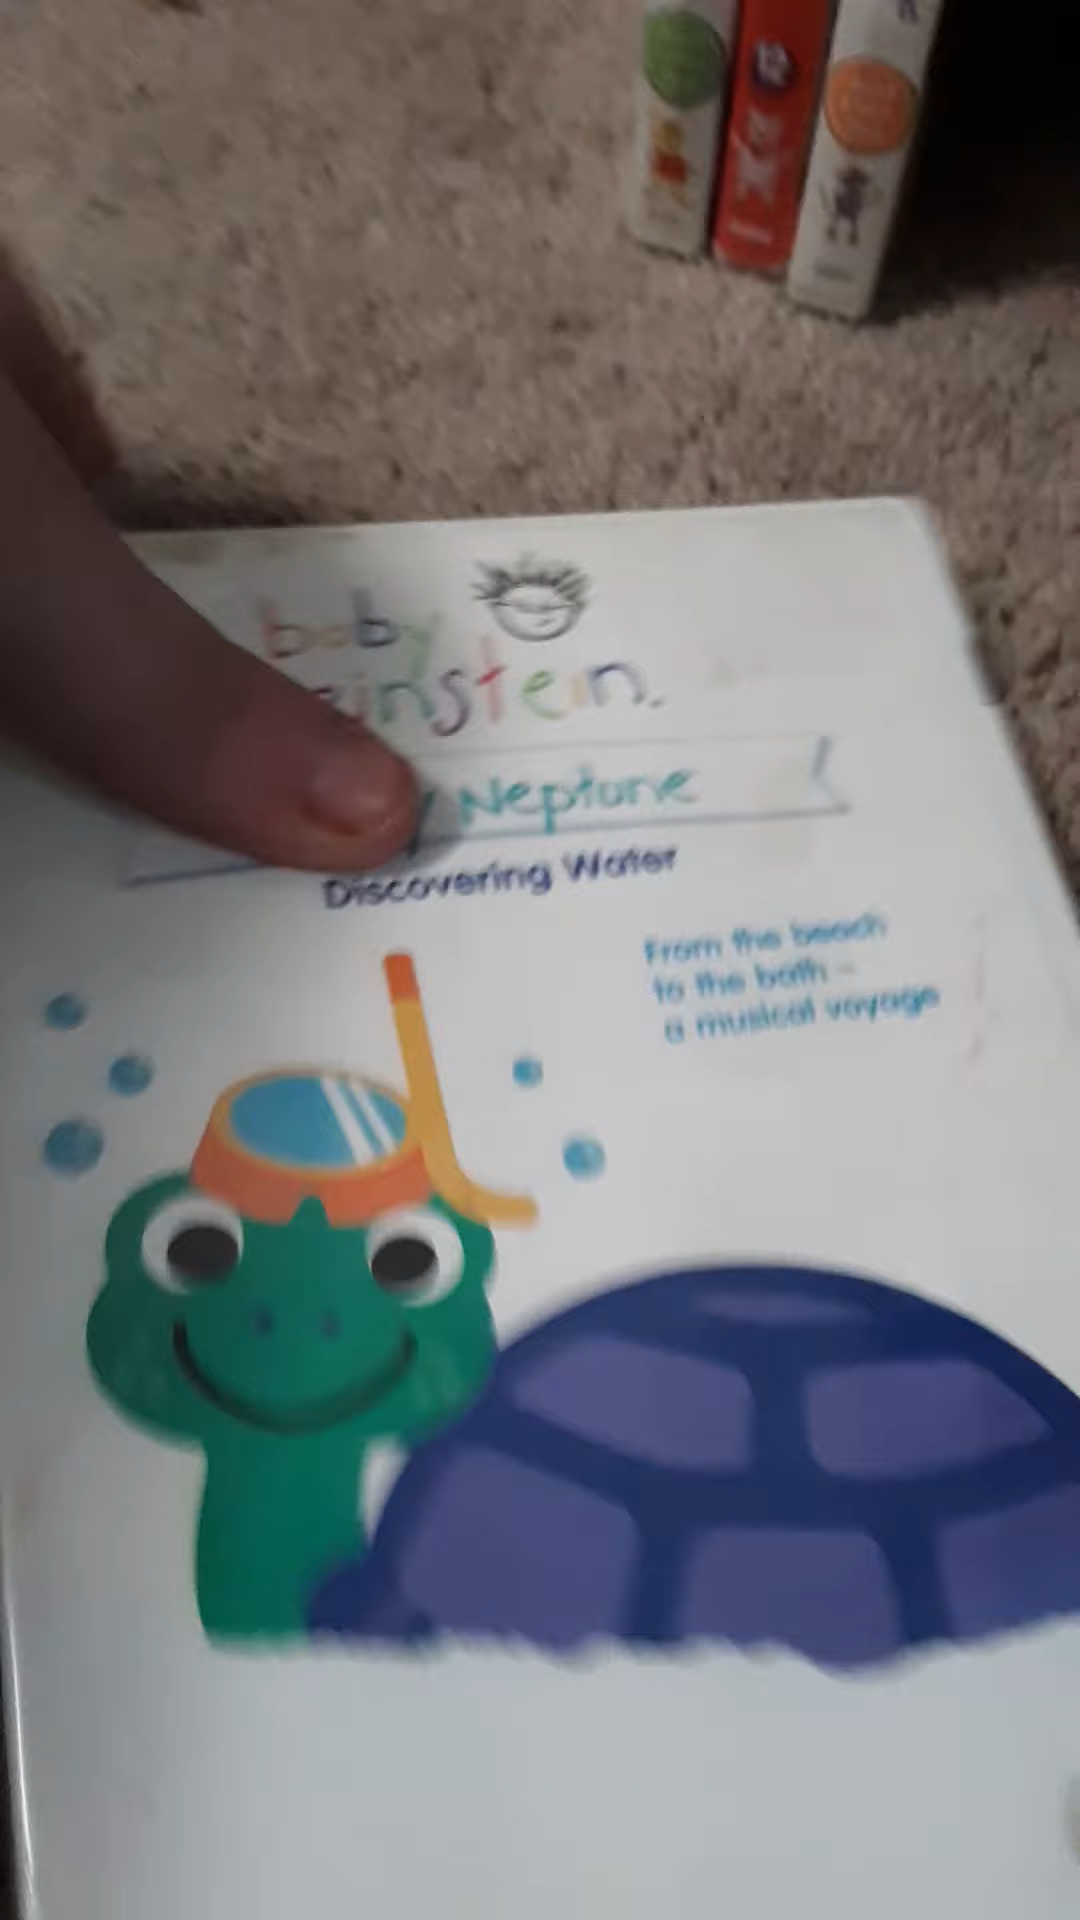 baby
einstein.
Neptune
Discovering Water
From the beach
to the bath –
a musical voyage